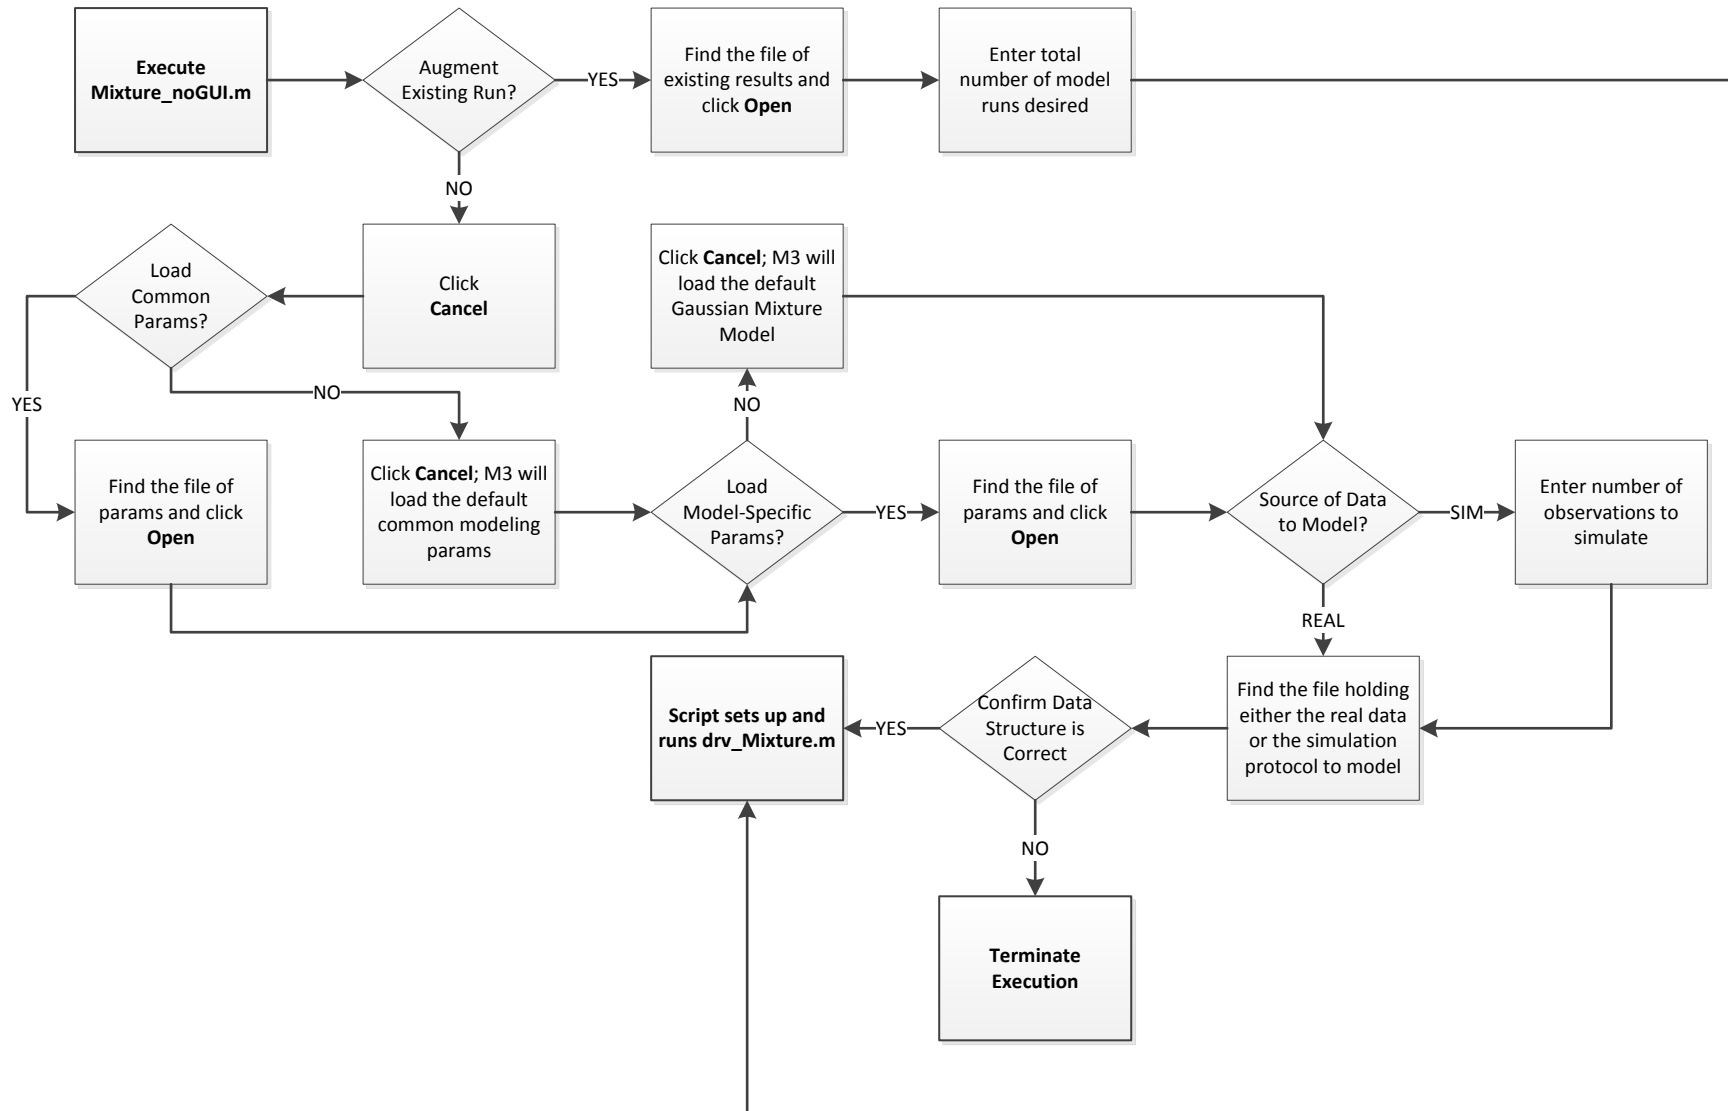 Execute
Mixture_noGUI.m
Augment
Existing Run?
YES
Find the file of
existing results and
click Open
Enter total
number of model
runs desired
NO
Load
Common
Params?
Click
Cancel
Click Cancel; M3 will
load the default
Gaussian Mixture
Model
YES
NO
NO
Find the file of
params and click
Open
Click Cancel; M3 will
load the default
common modeling
params
Load
Model-Specific
Params?
YES
Find the file of
params and click
Open
Source of Data
to Model?
SIM
Enter number of
observations to
simulate
REAL
Script sets up and
runs drv_Mixture.m
YES
Confirm Data
Structure is
Correct
Find the file holding
either the real data
or the simulation
protocol to model
NO
Terminate
Execution